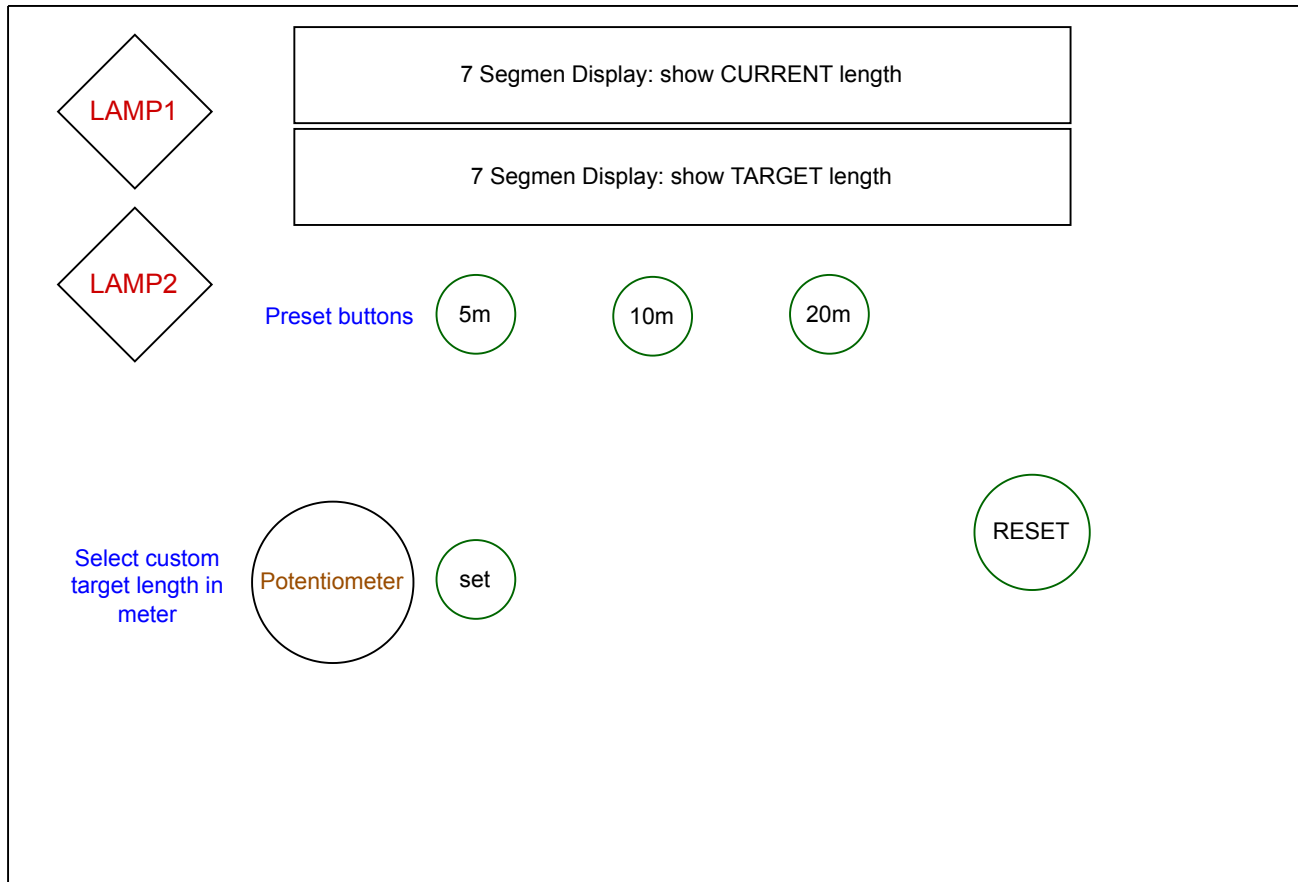 LAMP1
7 Segmen Display: show CURRENT length
7 Segmen Display: show TARGET length
LAMP2
Preset buttons
5m
10m
20m
Select custom
target length in
meter
Potentiometer
set
RESET